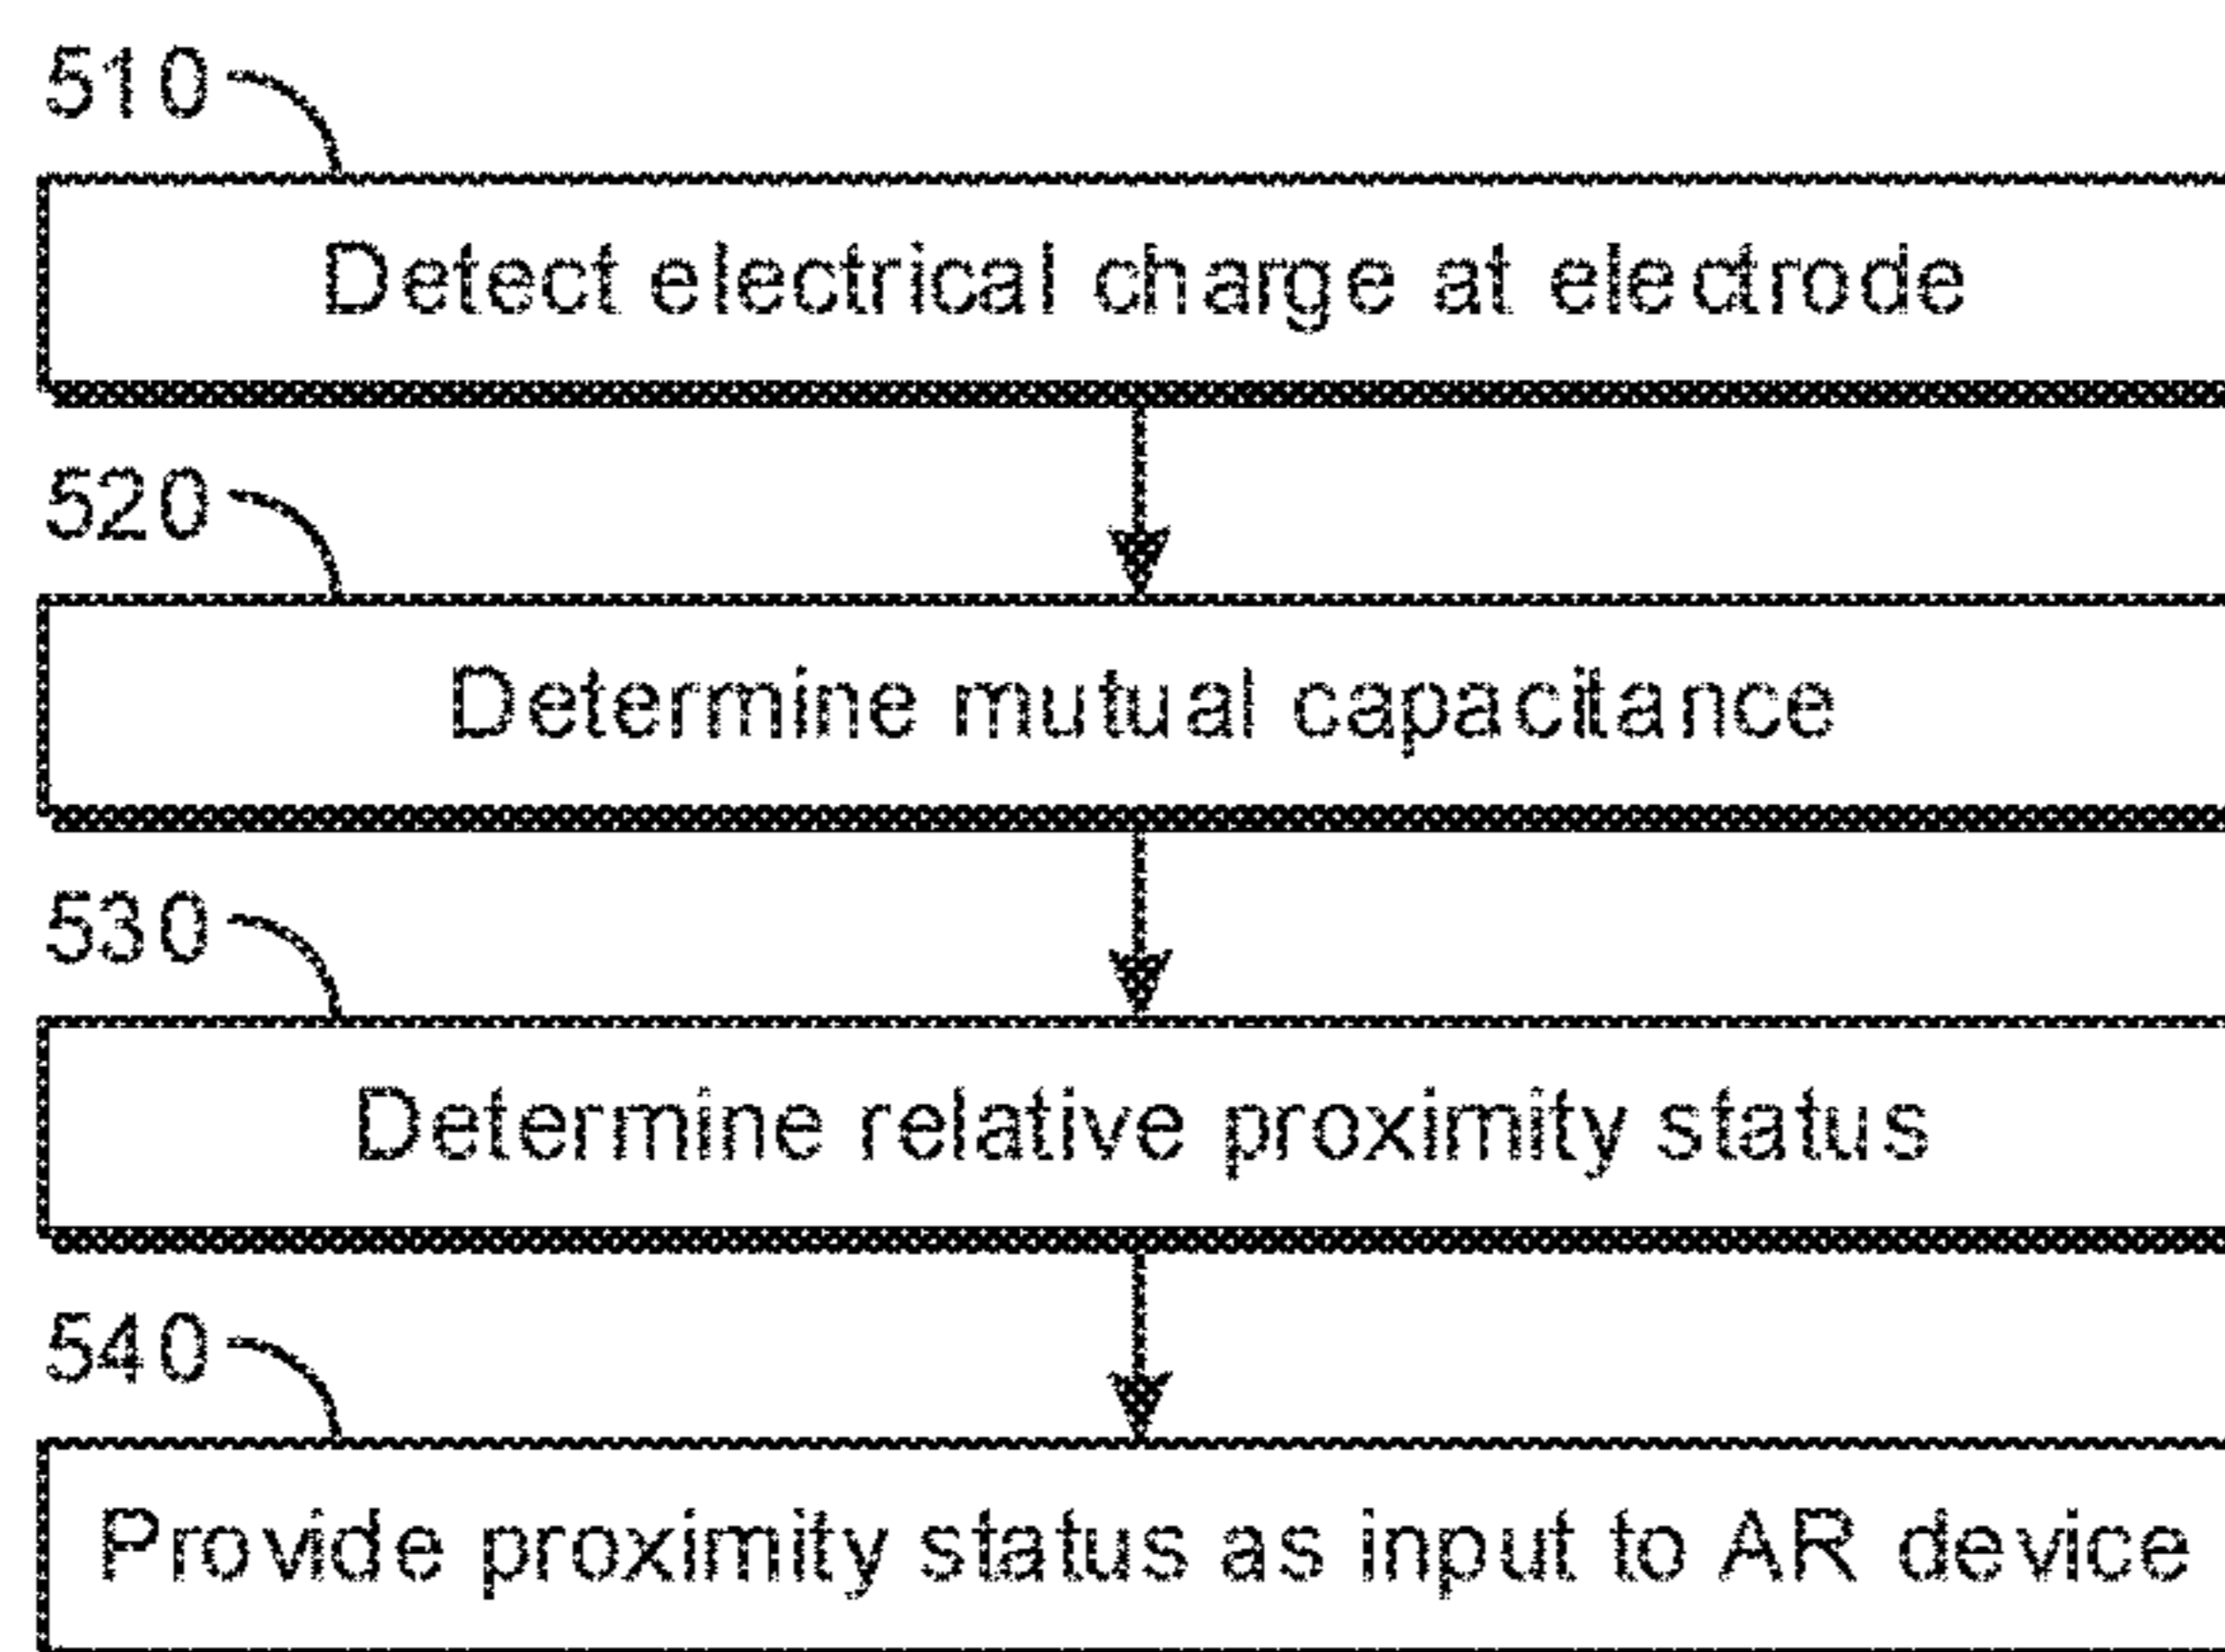 510
Detect electrical charge at electrode
520
Determine mutual capacitance
530
Determine relative proximity status
540
Provide proximity status as input to AR device